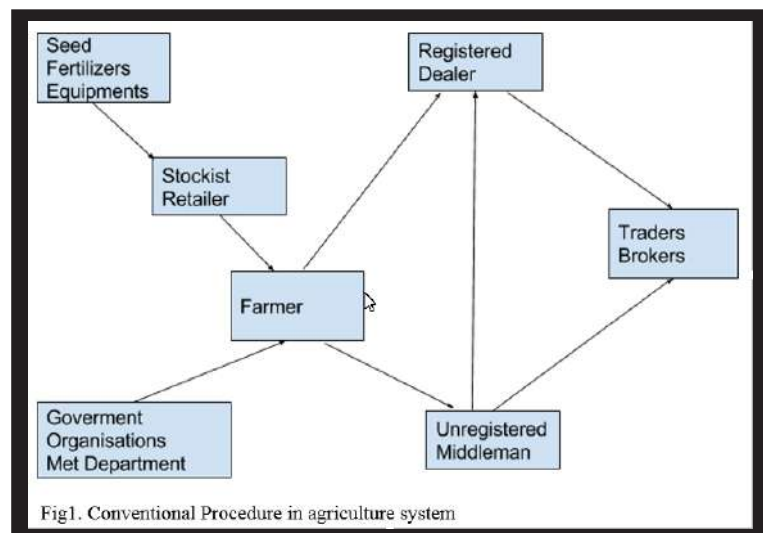 Seed
Fertilizers
Equipments
Registered
Dealer
Stockist
Retailer
Traders
Brokers
Farmer
Goverment
Organisations
Met Department
Unregistered
Middleman
Fig1. Conventional Procedure in agriculture system